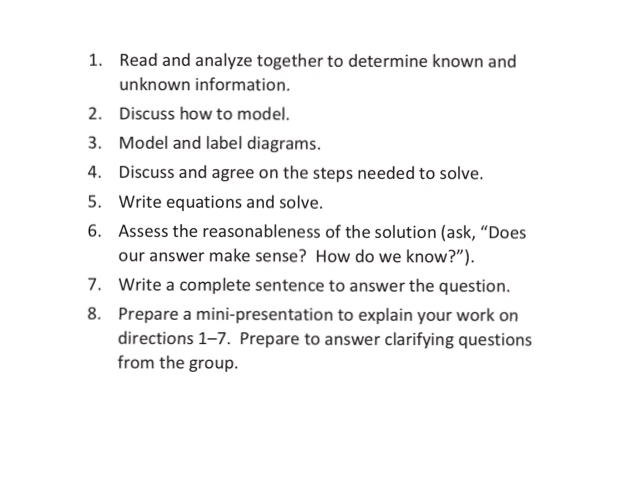 1. Read and analyze together to determine known and
unknown information.
2. Discuss how to model.
3. Model and label diagrams.
4. Discuss and agree on the steps needed to solve.
5. Write equations and solve.
6. Assess the reasonableness of the solution (ask, “Does
our answer make sense?  How do we know?”).
7. Write a complete sentence to answer the question.
8. Prepare a mini-presentation to explain your work on
directions 1–7.  Prepare to answer clarifying questions
from the group.